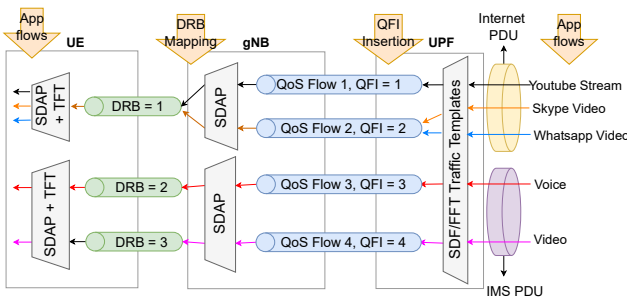 App
flows
DRB
Mapping
QFI
Insertion
Internet
PDU
App
flows
UE
gNB
UPF
SDAP
+ TFT
DRB = 1
SDAP
QoS Flow 1, QFI = 1
QoS Flow 2, QFI = 2
SDF/FFT Traffic Templates
Youtube Stream
Skype Video
Whatsapp Video
SDAP + TFT
DRB = 2
DRB = 3
SDAP
QoS Flow 3, QFI = 3
QoS Flow 4, QFI = 4
Voice
Video
IMS PDU